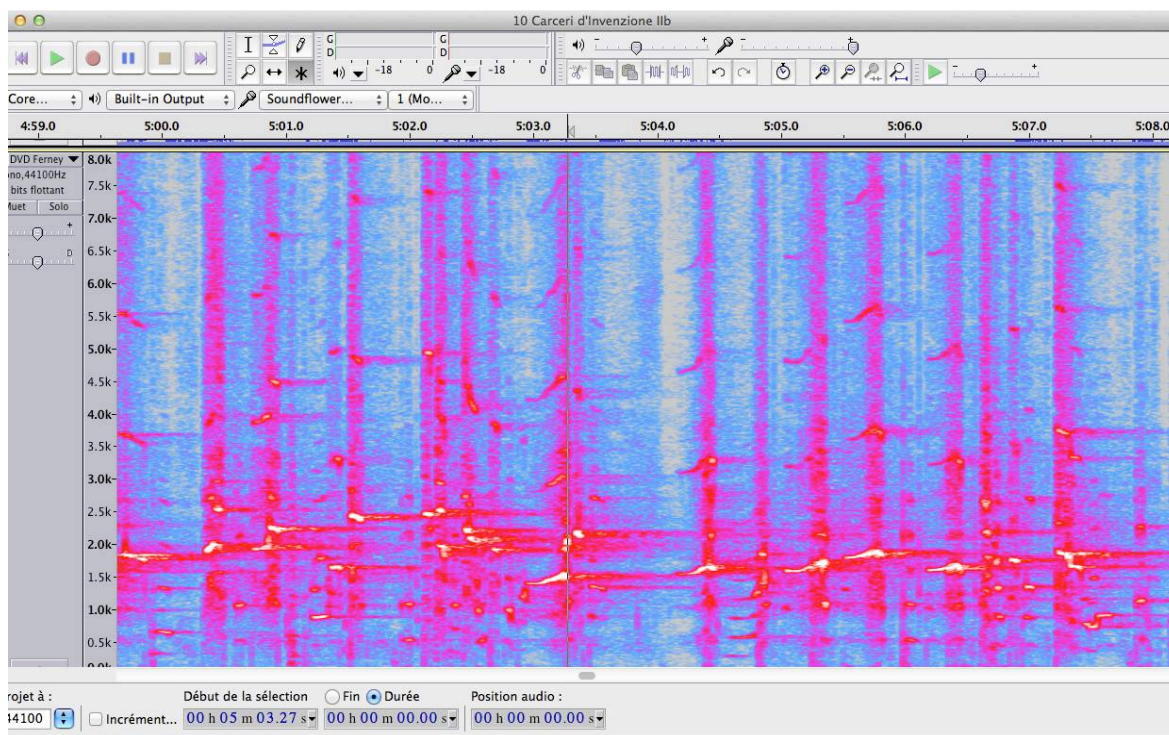 10 Carceri d'Invenzione IIb
G G
D D
-18 0 -18 0
Core... Built-in Output Soundflower... 1 (Mo...
4:59.0 5:00.0 5:01.0 5:02.0 5:03.0 5:04.0 5:05.0 5:06.0 5:07.0 5:08.0
DVD Ferney
ono,44100Hz
bits flottant
Muet Solo
D
8.0k
7.5k
7.0k
6.5k
6.0k
5.5k
5.0k
4.5k
4.0k
3.5k
3.0k
2.5k
2.0k
1.5k
1.0k
0.5k
0.0k
rojet à : Début de la sélection Fin Durée Position audio :
44100 Incrément... 00 h 05 m 03.27 s 00 h 00 m 00.00 s 00 h 00 m 00.00 s